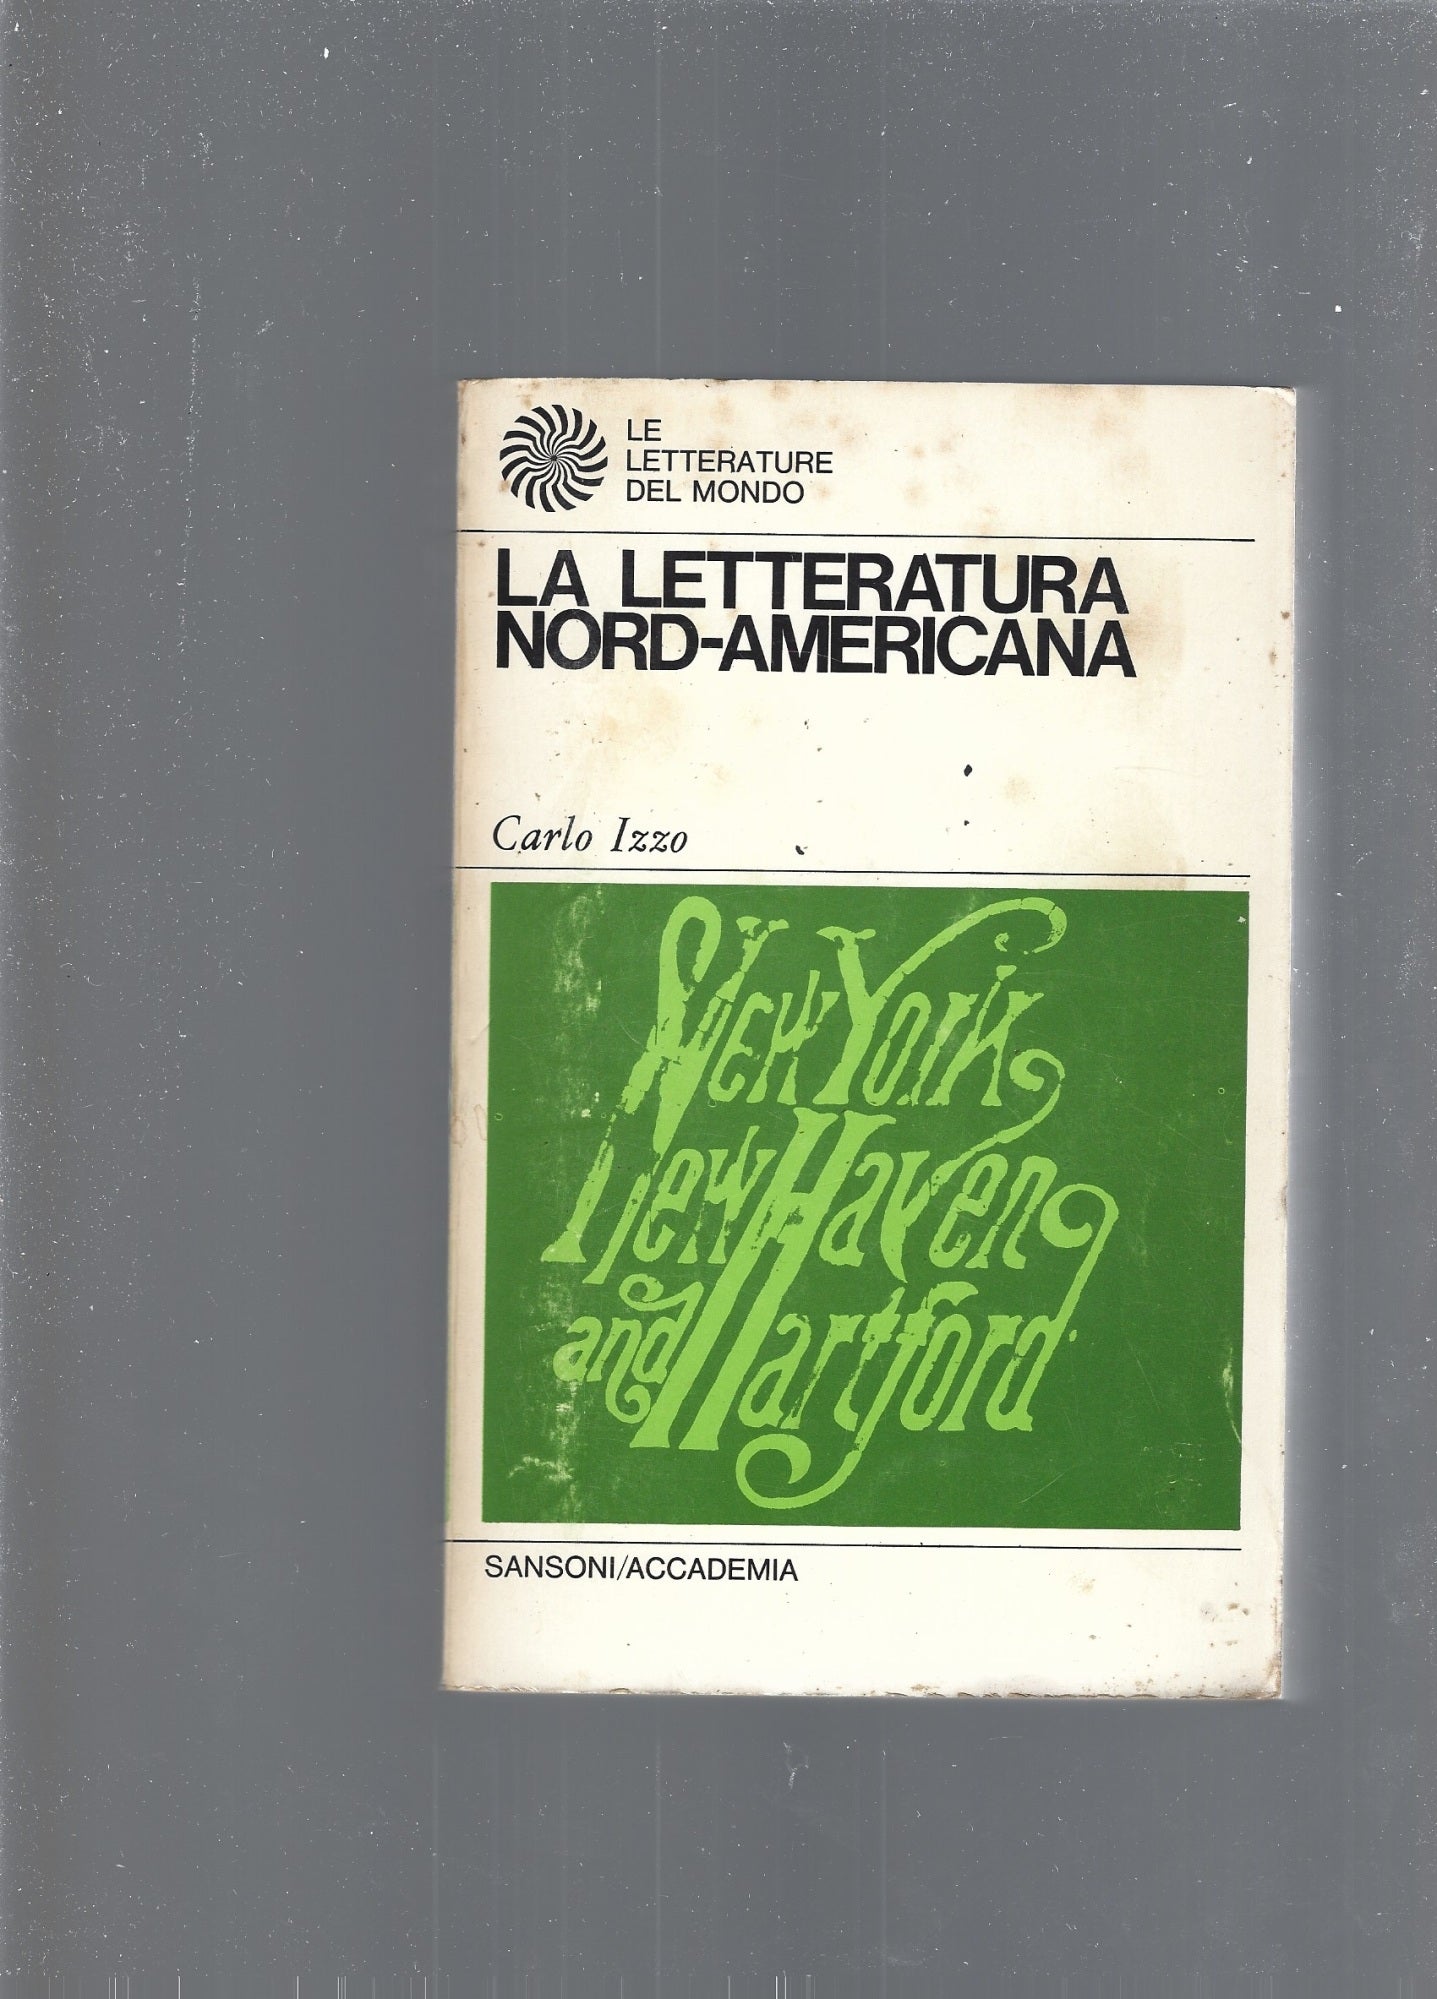 LE
LETTERATURE
DEL MONDO
LA LETTERATURA
NORD-AMERICANA
Carlo Izzo
New York
New Haven
and Hartford
SANSONI/ACCADEMIA